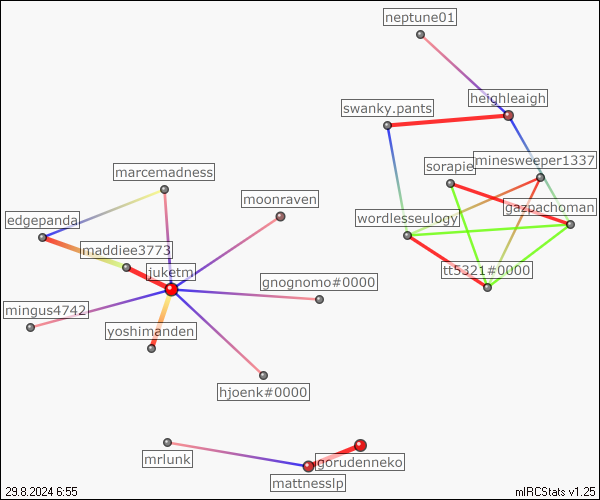 neptune01
heighleaigh
swanky.pants
sorapie
minesweeper1337
marcemadness
moonraven
gazpachoman
edgepanda
wordlesseulogy
maddiee3773
juketm
tt5321#0000
gnognomo#0000
mingus4742
yoshimanden
hjoenk#0000
mrlunk
gorudenneko
mattnesslp
29.8.2024 6:55
mIRCStats v1.25